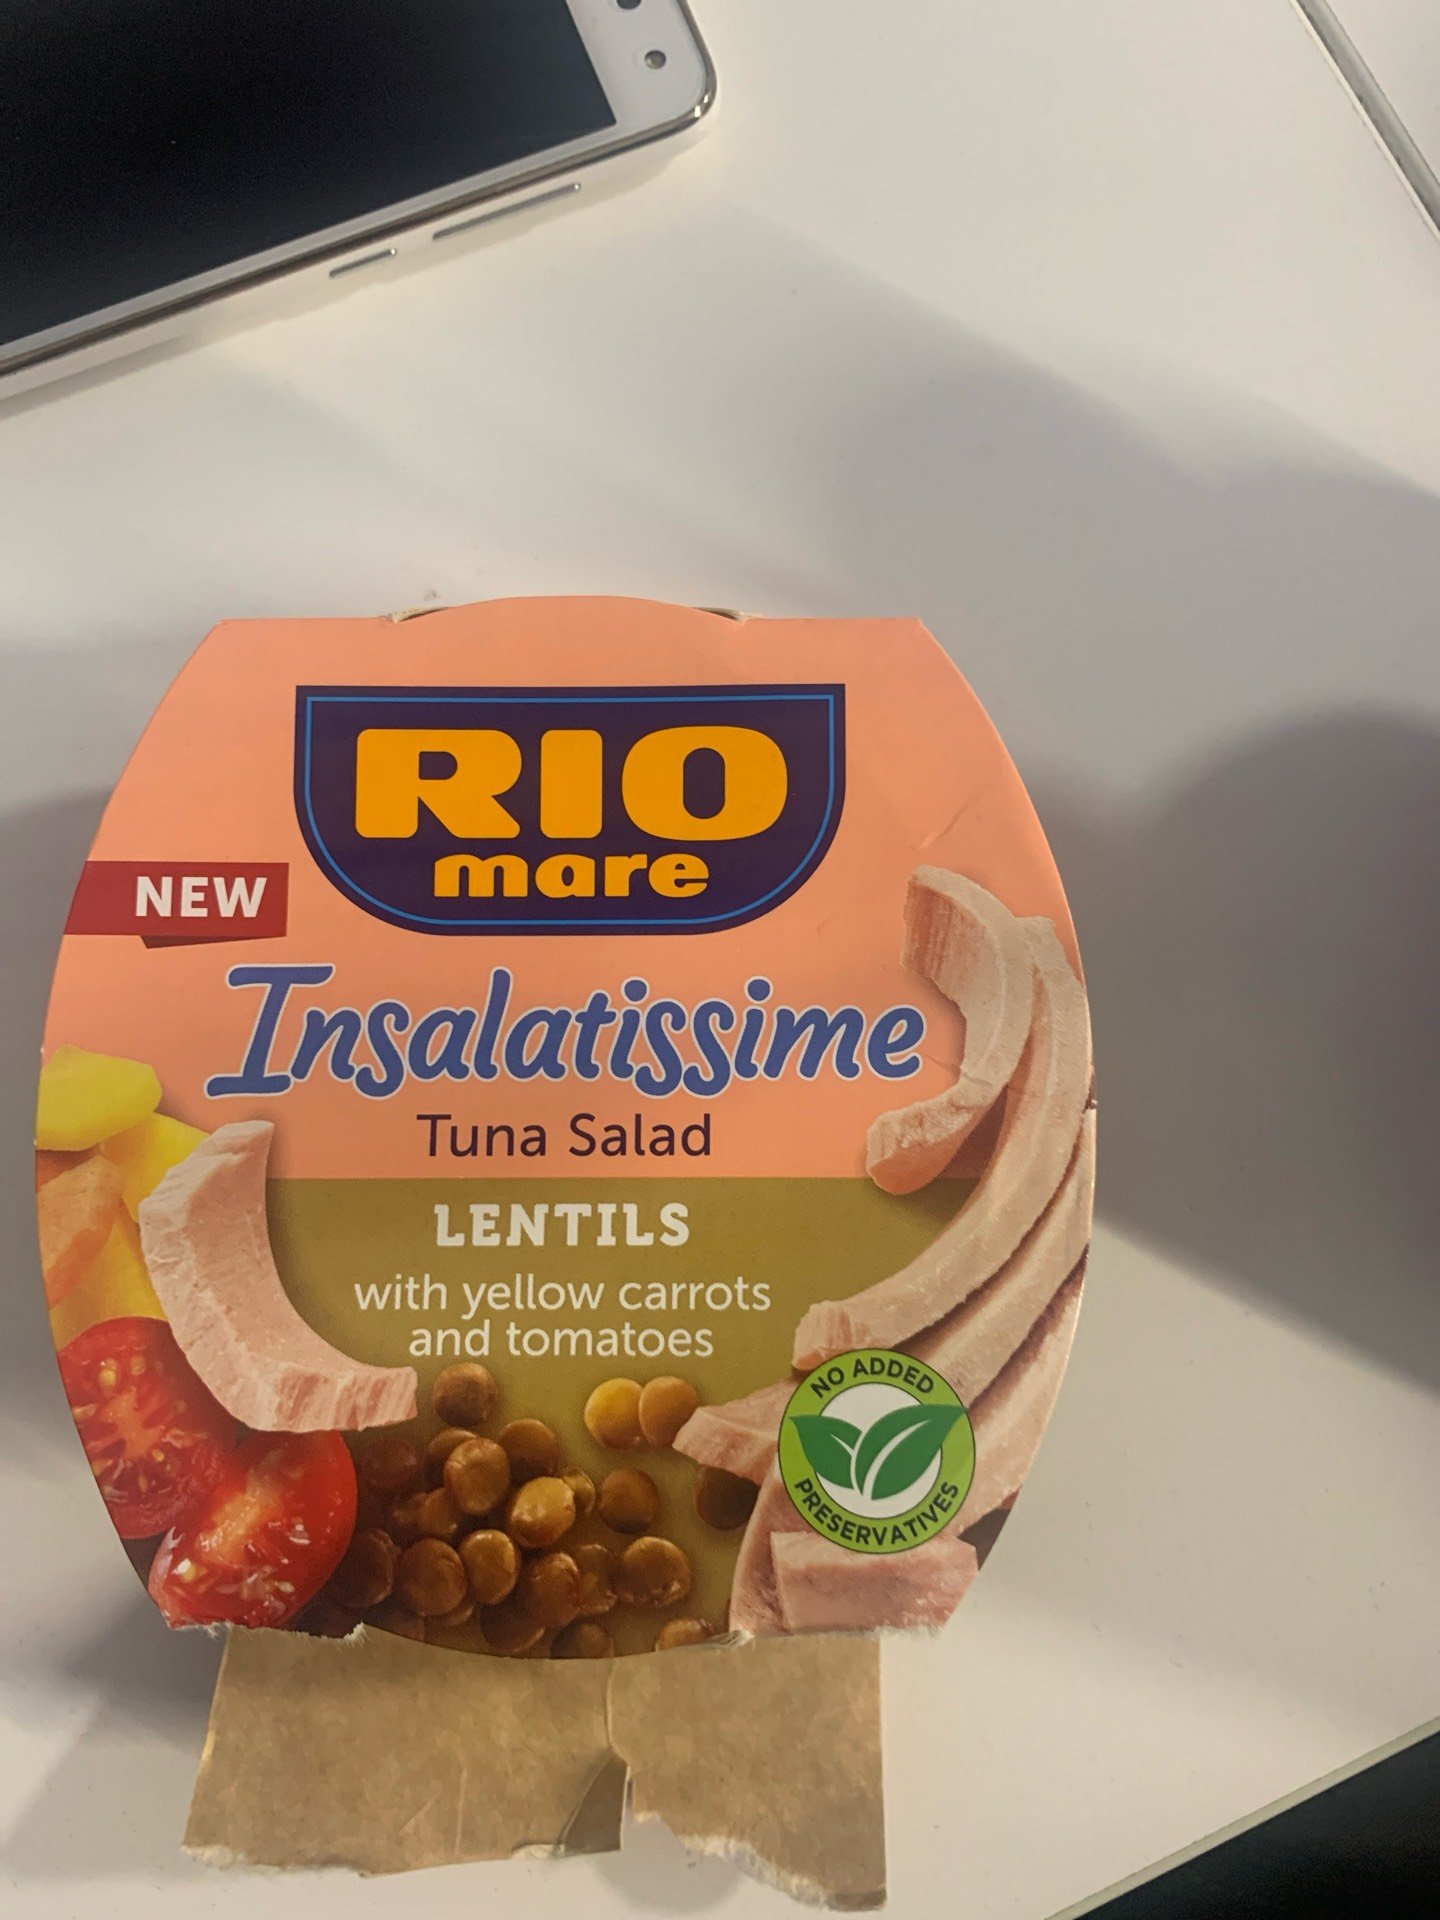 RIO
mare
NEW
Insalatissime
Tuna Salad
LENTILS
with yellow carrots
and tomatoes
NO ADDED
PRESERVATIVES